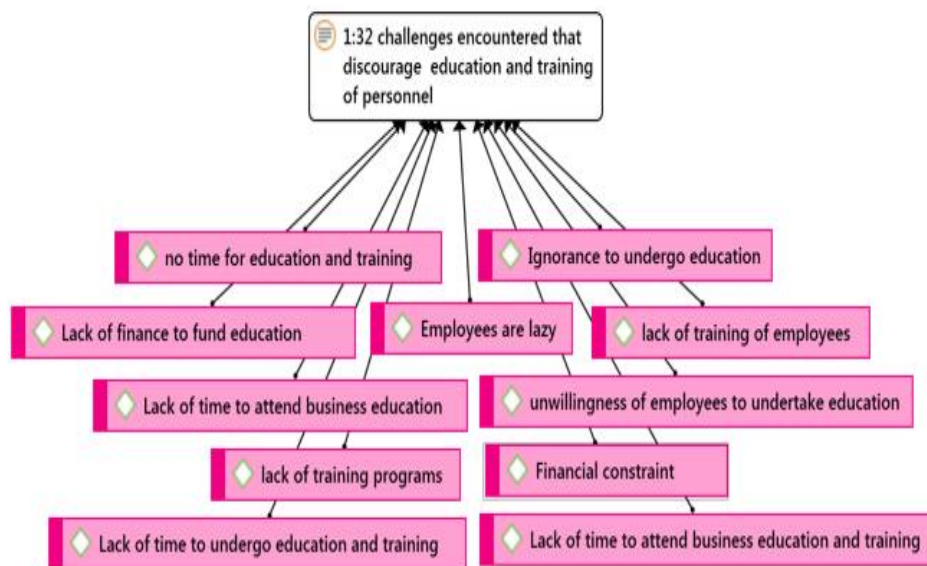 1:32 challenges encountered that
discourage education and training
of personnel
no time for education and training
Ignorance to undergo education
Lack of finance to fund education
Employees are lazy
lack of training of employees
Lack of time to attend business education
unwillingness of employees to undertake education
lack of training programs
Financial constraint
Lack of time to undergo education and training
Lack of time to attend business education and training